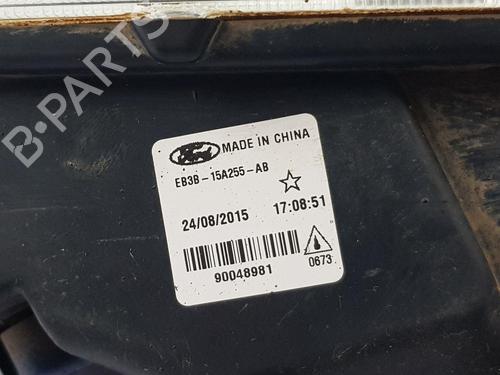 B-PARTS
MADE IN CHINA
EB3B-15A255-AB
24/08/2015 17:08:51
90048981
0673